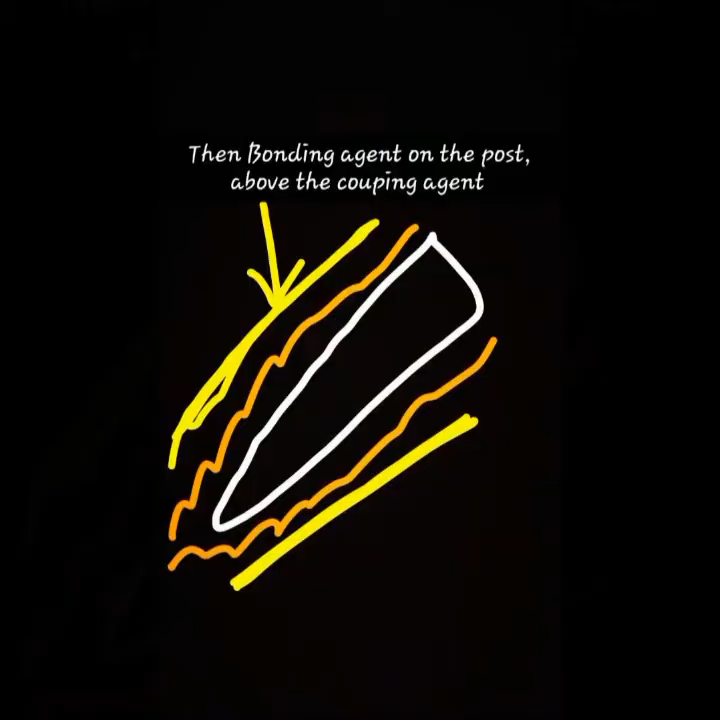 Then Bonding agent on the post,
above the couping agent